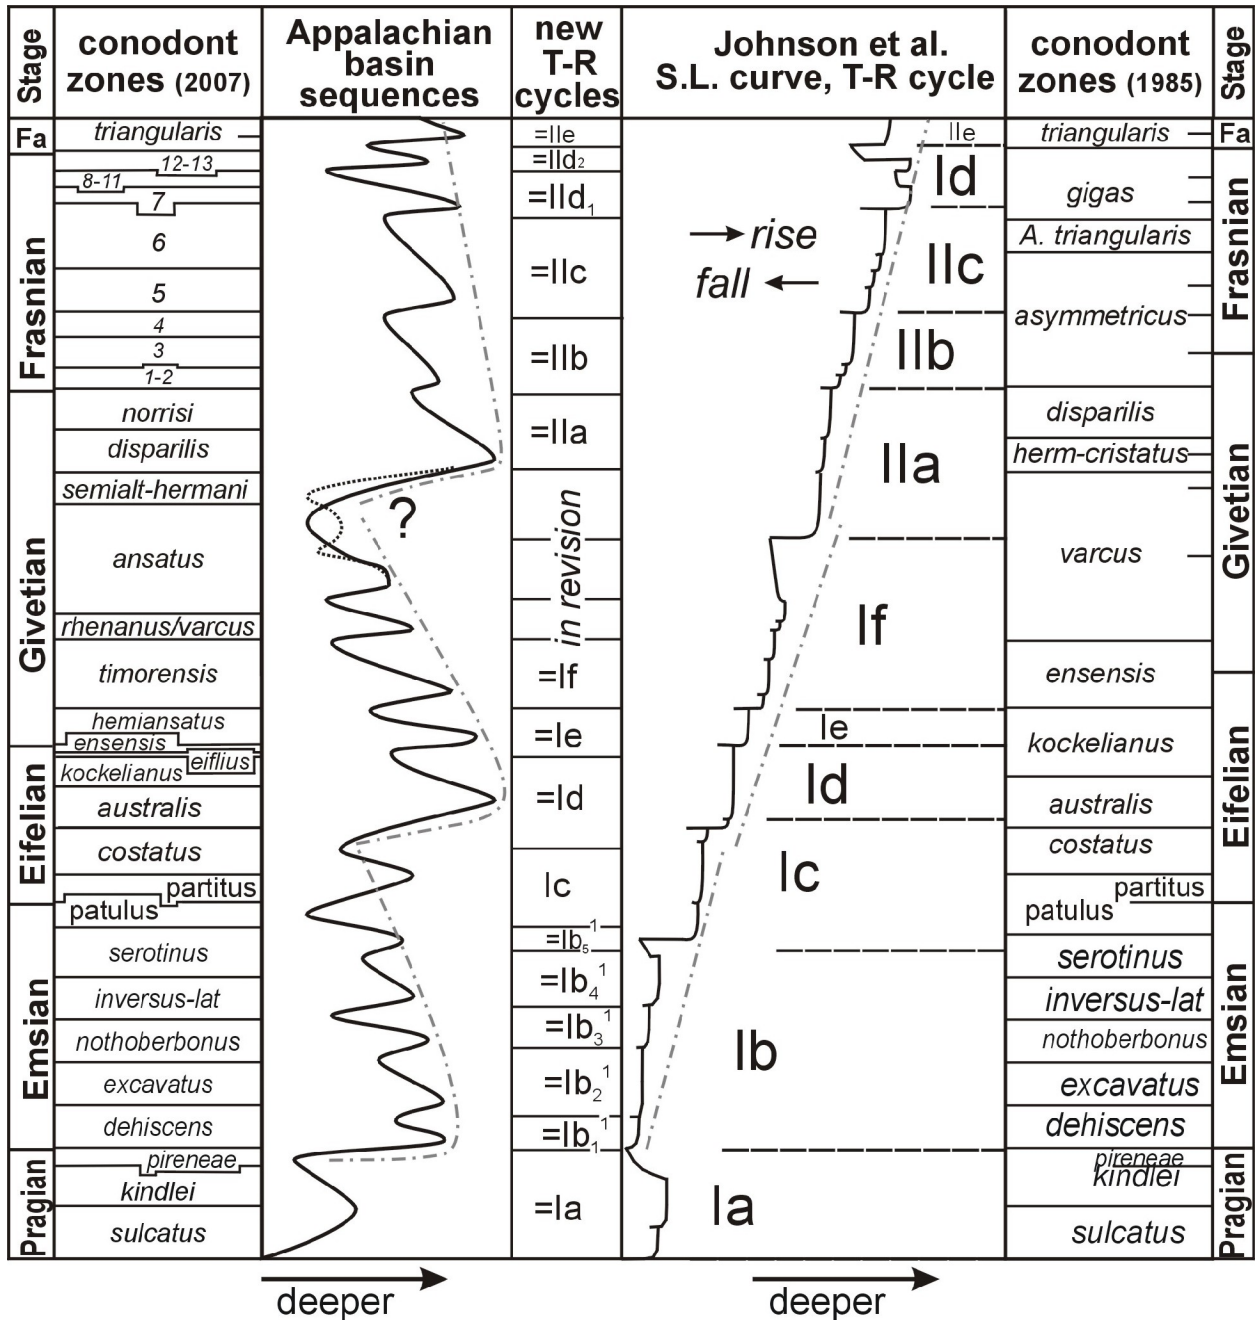 Stage
conodont
zones (2007)
Appalachian
basin
sequences
new
T-R
cycles
Johnson et al.
S.L. curve, T-R cycle
conodont
zones (1985)
Stage
Fa
Frasnian
Givetian
Eifelian
Emsian
Pragian
triangularis
12-13
8-11
7
6
5
4
3
1-2
norrisi
disparilis
semialt-hermani
ansatus
rhenanus/varcus
timorensis
hemiansatus
ensensis
eiflius
kockelianus
australis
costatus
partitus
patulus
serotinus
inversus-lat
nothoberbonus
excavatus
dehiscens
pireneae
kindlei
sulcatus
?
deeper
=IIe
=IId2
=IId1
=IIc
=IIb
=IIa
in revision
=If
=Ie
=Id
Ic
=Ib5 1
=Ib4 1
=Ib3 1
=Ib2 1
=Ib1 1
=Ia
rise
fall
IIe
Id
IIc
IIb
IIa
If
Ie
Id
Ic
Ib
Ia
deeper
triangularis
gigas
A. triangularis
asymmetricus
disparilis
herm-cristatus
varcus
ensensis
kockelianus
australis
costatus
partitus
patulus
serotinus
inversus-lat
nothoberbonus
excavatus
dehiscens
pireneae
kindlei
sulcatus
Fa
Frasnian
Givetian
Eifelian
Emsian
Pragian